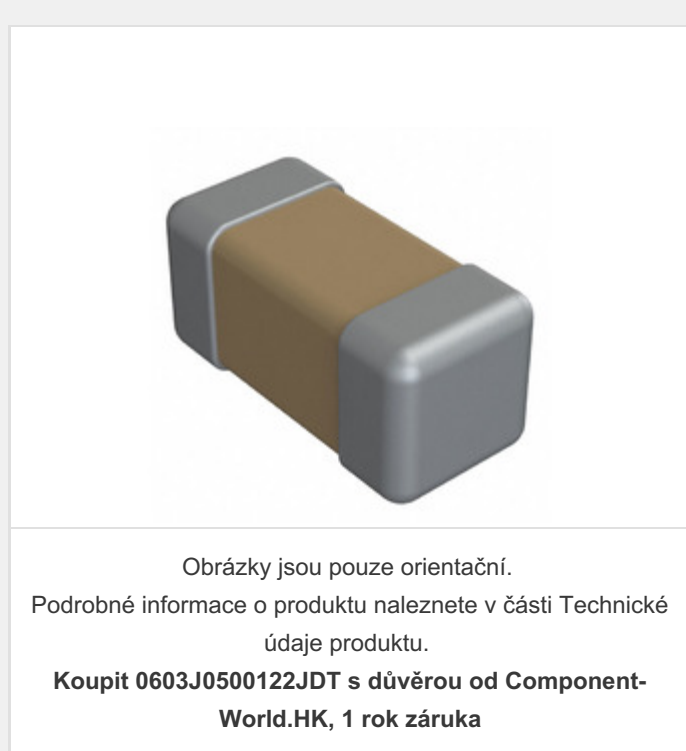 Obrázky jsou pouze orientační.
Podrobné informace o produktu naleznete v části Technické
údaje produktu.
Koupit 0603J0500122JDT s důvěrou od Component-
World.HK, 1 rok záruka